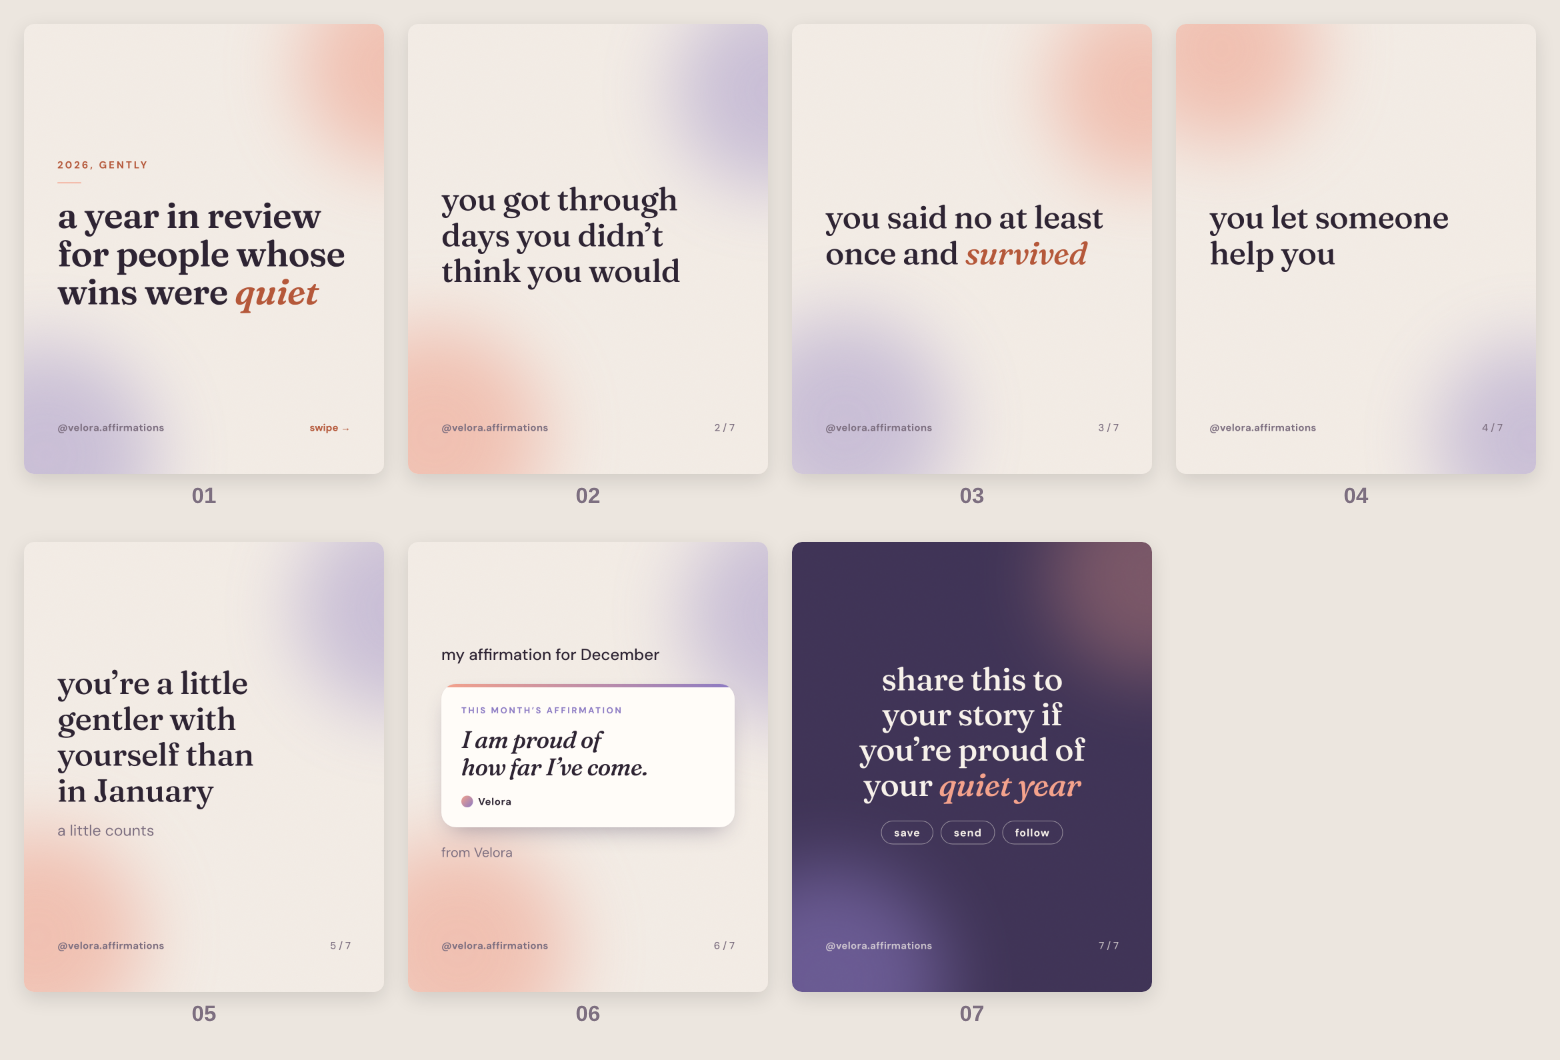 2026, GENTLY
a year in review
for people whose
wins were quiet
@velora.affirmations
swipe →
01
you got through
days you didn’t
think you would
@velora.affirmations
2 / 7
02
you said no at least
once and survived
@velora.affirmations
3 / 7
03
you let someone
help you
@velora.affirmations
4 / 7
04
you’re a little
gentler with
yourself than
in January
a little counts
@velora.affirmations
5 / 7
05
my affirmation for December
THIS MONTH’S AFFIRMATION
I am proud of
how far I’ve come.
Velora
from Velora
@velora.affirmations
6 / 7
06
share this to
your story if
you’re proud of
your quiet year
save
send
follow
@velora.affirmations
7 / 7
07